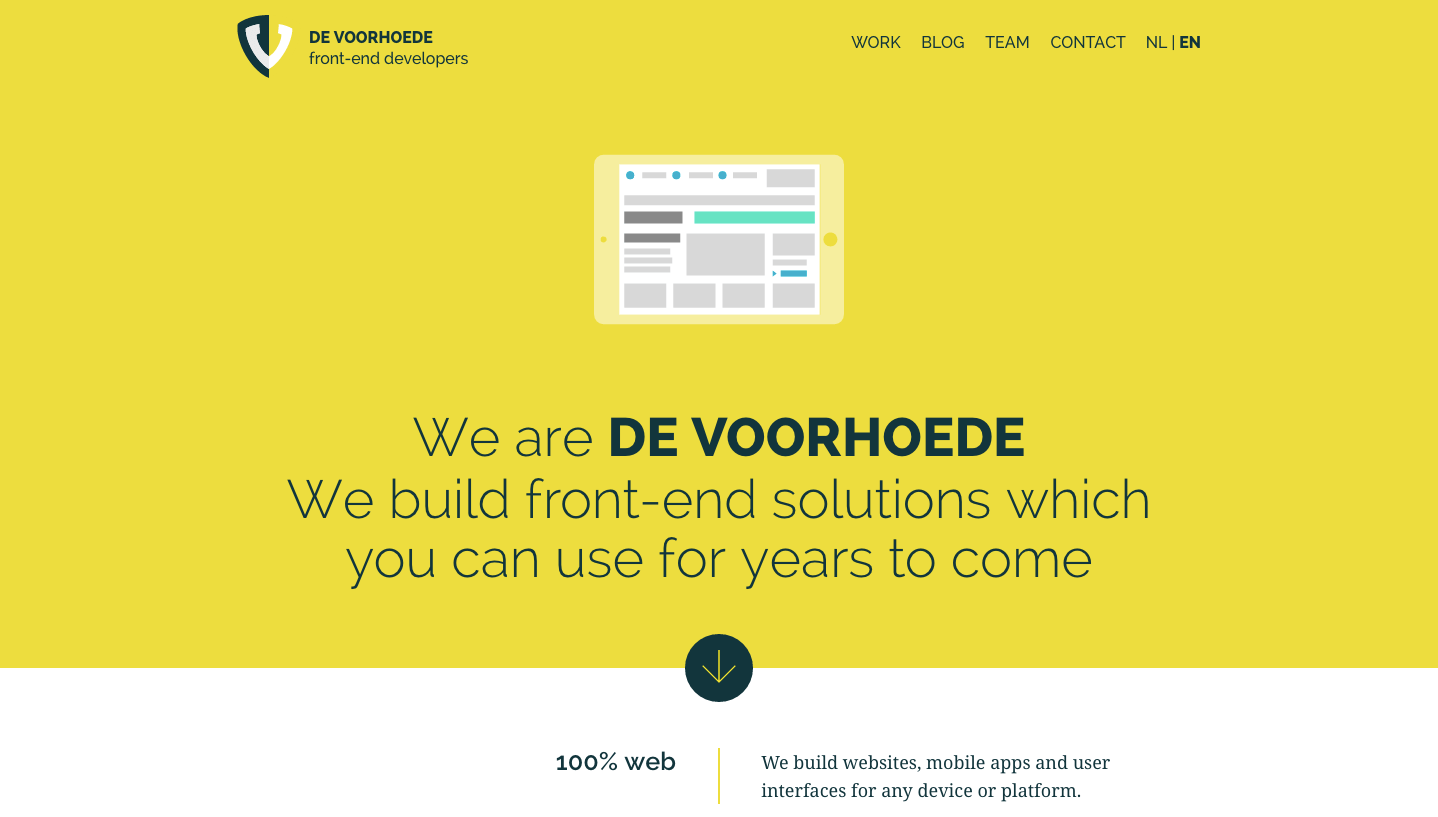 DE VOORHOEDE
front-end developers
WORK BLOG TEAM CONTACT NL | EN
We are DE VOORHOEDE
We build front-end solutions which
you can use for years to come
100% web
We build websites, mobile apps and user
interfaces for any device or platform.